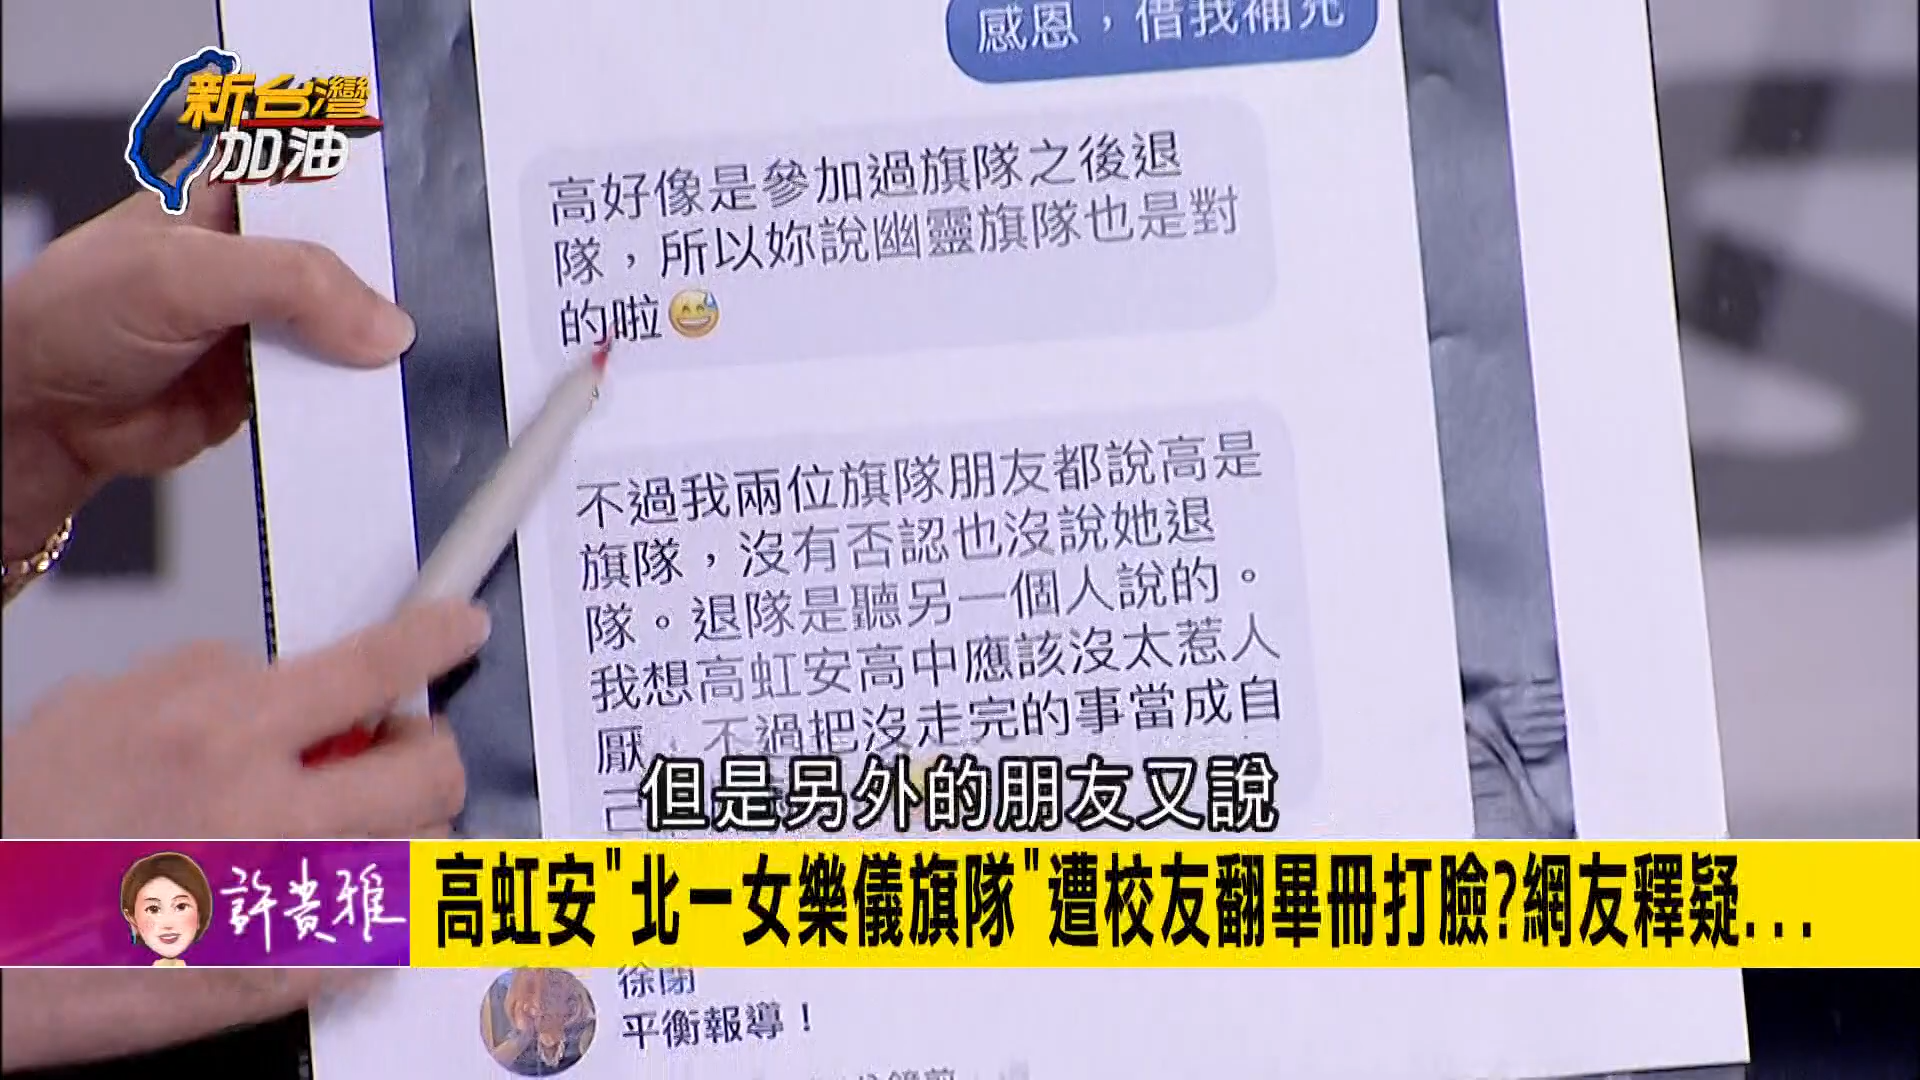 新台灣
加油
感恩，借我補充
高好像是參加過旗隊之後退
隊，所以妳說幽靈旗隊也是對
的啦
不過我兩位旗隊朋友都說高是
旗隊，沒有否認也沒說她退
隊。退隊是聽另一個人說的。
我想高虹安高中應該沒太惹人
厭，不過把沒走完的事當成自
己
但是另外的朋友又說
許貴雅
高虹安"北一女樂儀旗隊"遭校友翻畢冊打臉?網友釋疑...
徐閉
平衡報導！